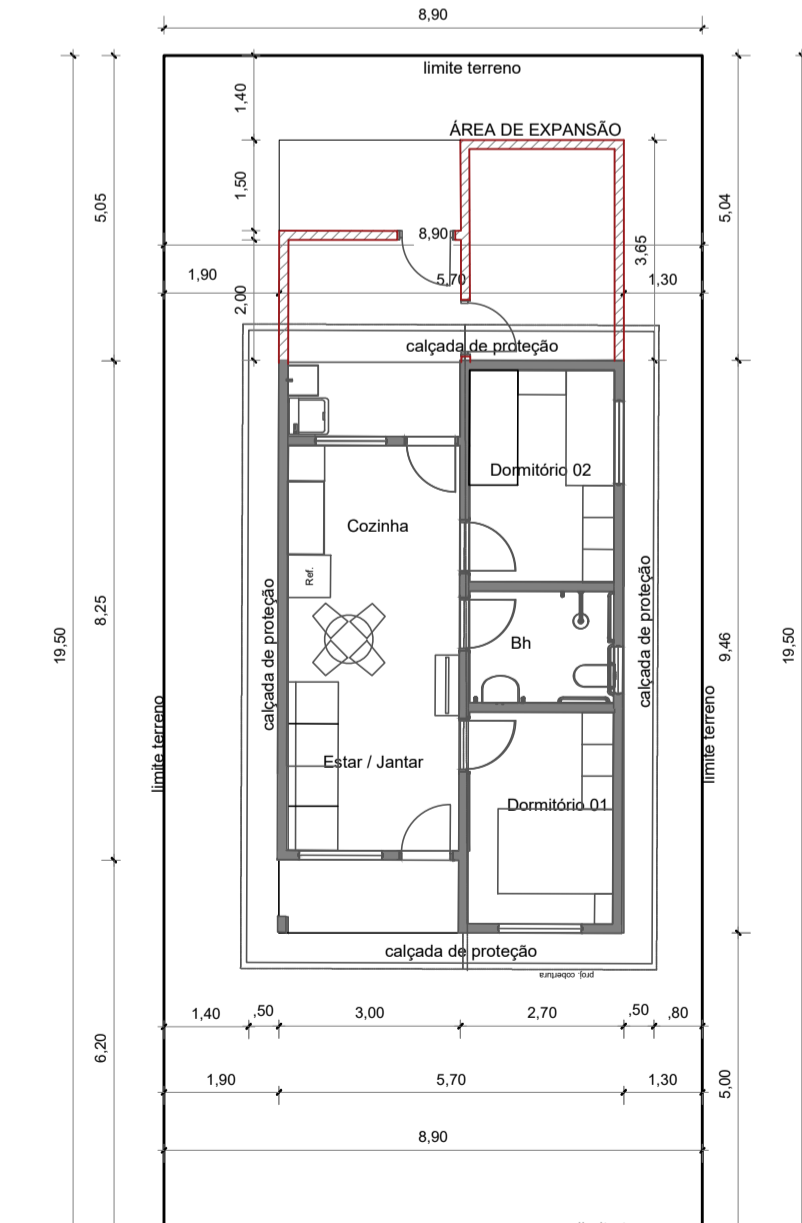 8,90
limite terreno
1,40
ÁREA DE EXPANSÃO
1,50
5,05
5,04
8,90
3,65
1,90
5,70
1,30
2,00
calçada de proteção
Dormitório 02
Cozinha
Ref.
8,25
calçada de proteção
calçada de proteção
19,50
9,46
19,50
Bh
limite terreno
limite terreno
Estar / Jantar
Dormitório 01
calçada de proteção
proj. cobertura
1,40
,50
3,00
2,70
,50
,80
6,20
5,00
1,90
5,70
1,30
8,90